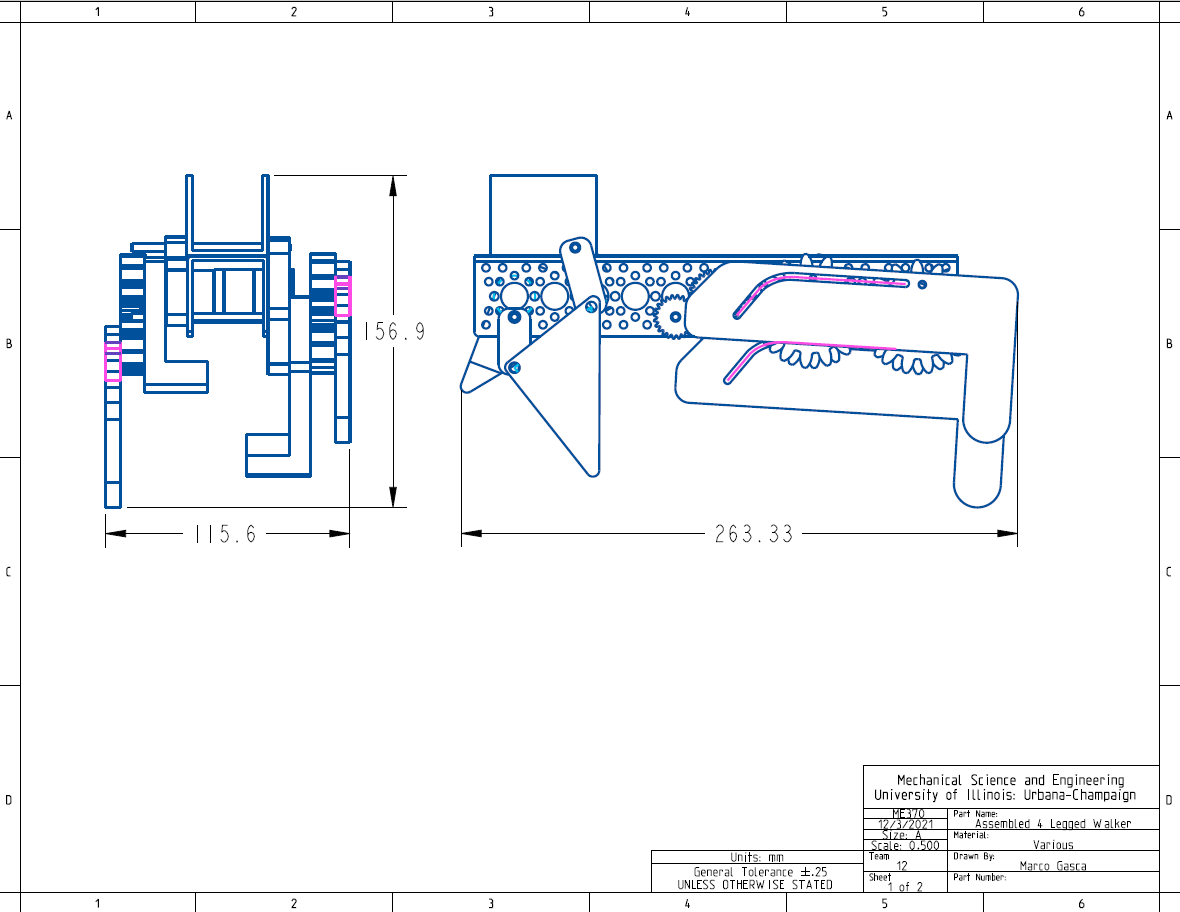 1 2 3 4 5 6
A A
156.9
B B
115.6 263.33
C C
Mechanical Science and Engineering
University of Illinois: Urbana-Champaign
ME370
12/3/2021
Size: A
Scale: 0.500
Part Name:
Assembled 4 Legged Walker
Material:
Various
D D
Units: mm
General Tolerance ±.25
UNLESS OTHERWISE STATED
Team
12
Sheet
1 of 2
Drawn By:
Marco Gasca
Part Number:
1 2 3 4 5 6